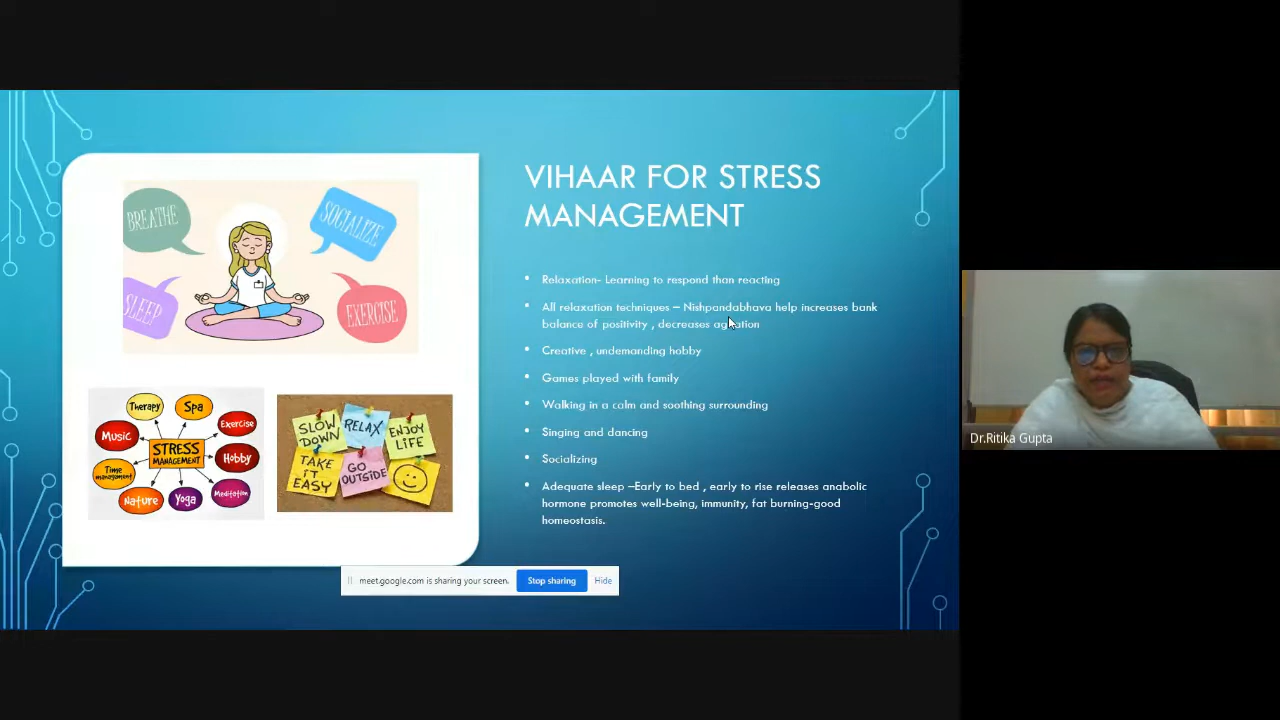 VIHAAR FOR STRESS
MANAGEMENT
BREATHE
SOCIALIZE
SLEEP
EXERCISE
Therapy
Spa
Exercise
Music
STRESS
MANAGEMENT
Hobby
Time
management
Nature
Yoga
Meditation
SLOW
DOWN
RELAX
ENJOY
LIFE
TAKE
iT
EASY
GO
OUTSIDE
• Relaxation- Learning to respond than reacting
• All relaxation techniques – Nishpandabhava help increases bank
balance of positivity , decreases agitation
• Creative , undemanding hobby
• Games played with family
• Walking in a calm and soothing surrounding
• Singing and dancing
• Socializing
• Adequate sleep –Early to bed , early to rise releases anabolic
hormone promotes well-being, immunity, fat burning-good
homeostasis.
meet.google.com is sharing your screen.
Stop sharing
Hide
Dr.Ritika Gupta